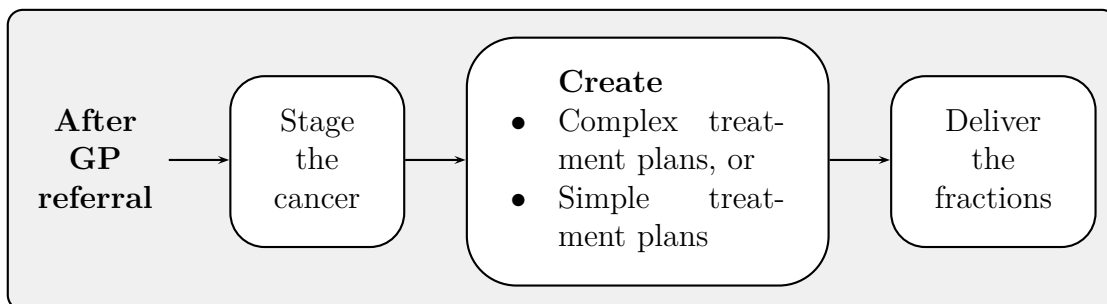 After
GP
referral
Stage
the
cancer
Create
• Complex treat-
ment plans, or
• Simple treat-
ment plans
Deliver
the
fractions